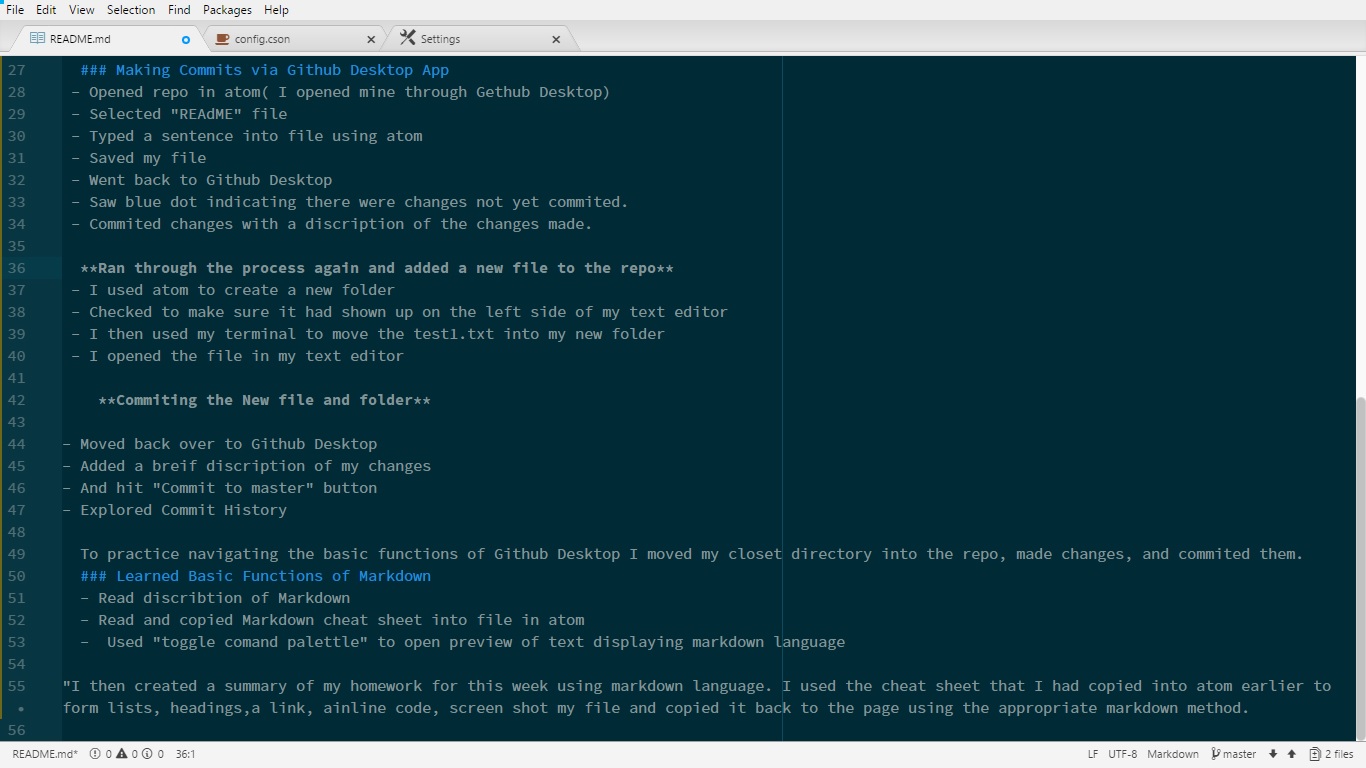 File Edit View Selection Find Packages Help
README.md config.cson Settings
27 ### Making Commits via Github Desktop App
28 - Opened repo in atom( I opened mine through Gethub Desktop)
29 - Selected "REAdME" file
30 - Typed a sentence into file using atom
31 - Saved my file
32 - Went back to Github Desktop
33 - Saw blue dot indicating there were changes not yet commited.
34 - Commited changes with a discription of the changes made.
35
36 **Ran through the process again and added a new file to the repo**
37 - I used atom to create a new folder
38 - Checked to make sure it had shown up on the left side of my text editor
39 - I then used my terminal to move the test1.txt into my new folder
40 - I opened the file in my text editor
41
42 **Commiting the New file and folder**
43
44 - Moved back over to Github Desktop
45 - Added a breif discription of my changes
46 - And hit "Commit to master" button
47 - Explored Commit History
48
49 To practice navigating the basic functions of Github Desktop I moved my closet directory into the repo, made changes, and commited them.
50 ### Learned Basic Functions of Markdown
51 - Read discribtion of Markdown
52 - Read and copied Markdown cheat sheet into file in atom
53 -  Used "toggle comand palettle" to open preview of text displaying markdown language
54
55 "I then created a summary of my homework for this week using markdown language. I used the cheat sheet that I had copied into atom earlier to
• form lists, headings,a link, ainline code, screen shot my file and copied it back to the page using the appropriate markdown method.
56
README.md* 0 0 0 36:1 LF UTF-8 Markdown master 2 files